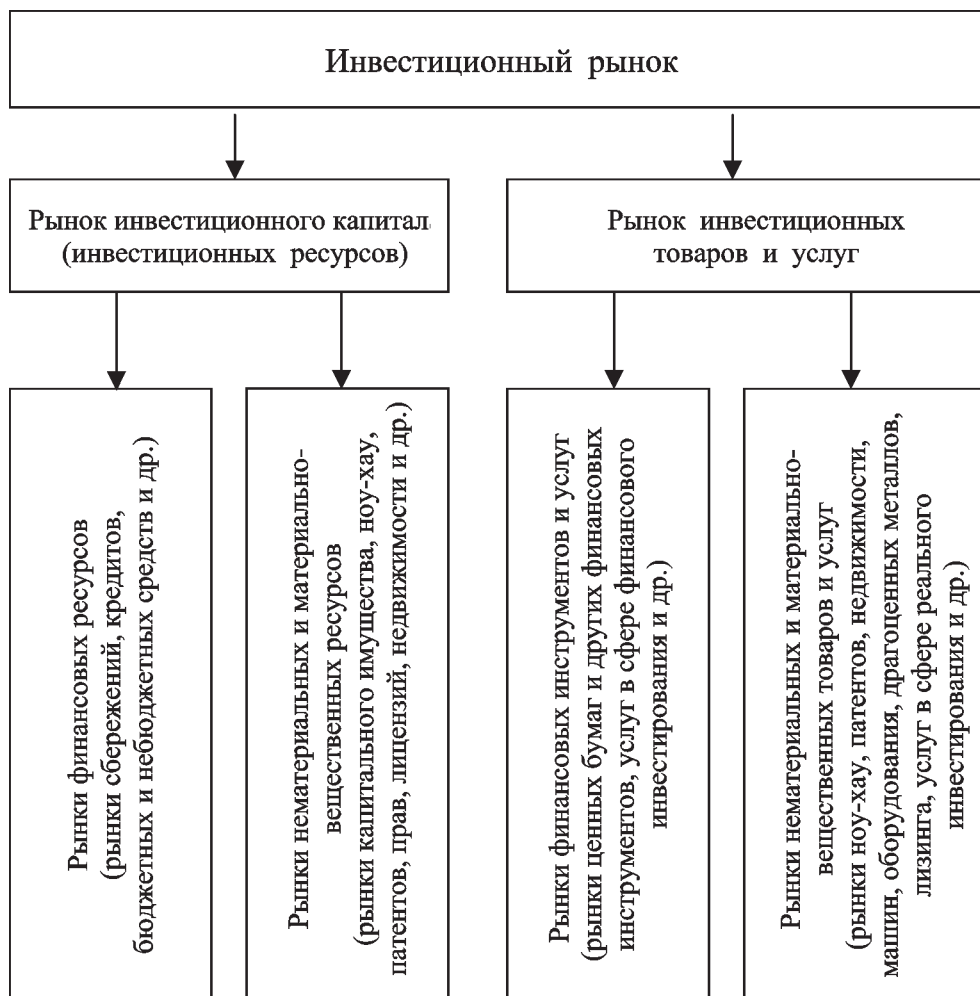 Инвестиционный рынок
Рынок инвестиционного капитал
(инвестиционных ресурсов)
Рынок инвестиционных
товаров и услуг
Рынки финансовых ресурсов
(рынки сбережений, кредитов,
бюджетных и небюджетных средств и др.)
Рынки нематериальных и материально-
вещественных ресурсов
(рынки капитального имущества, ноу-хау,
патентов, прав, лицензий, недвижимости и др.)
Рынки финансовых инструментов и услуг
(рынки ценных бумаг и других финансовых
инструментов, услуг в сфере финансового
инвестирования и др.)
Рынки нематериальных и материально-
вещественных товаров и услуг
(рынки ноу-хау, патентов, недвижимости,
машин, оборудования, драгоценных металлов,
лизинга, услуг в сфере реального
инвестирования и др.)